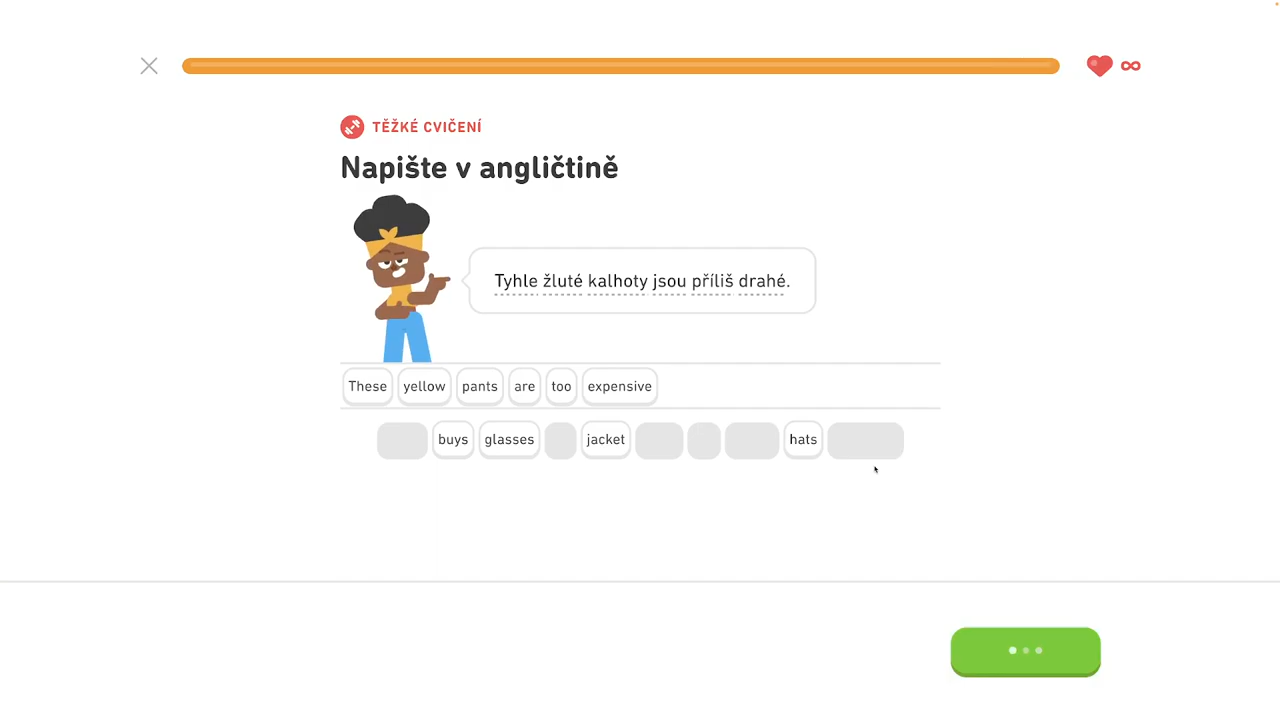 TĚŽKÉ CVIČENÍ
Napište v angličtině
Tyhle žluté kalhoty jsou příliš drahé.
These yellow pants are too expensive
buys glasses jacket hats